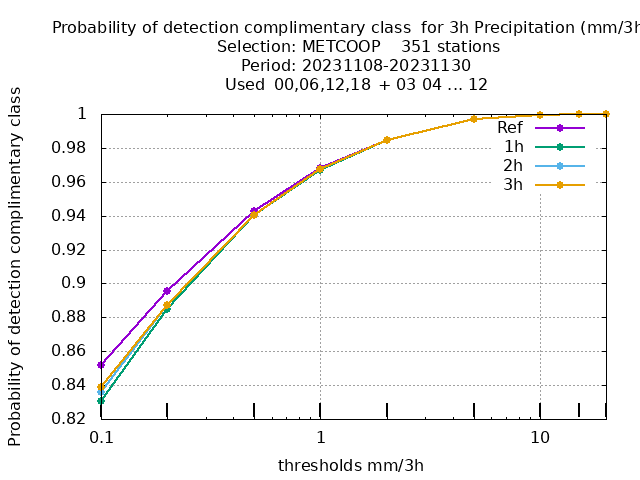 Probability of detection complimentary class  for 3h Precipitation (mm/3h
Selection: METCOOP    351 stations
Period: 20231108-20231130
Used  00,06,12,18  + 03 04 ... 12
Probability of detection complimentary class
1
0.98
0.96
0.94
0.92
0.9
0.88
0.86
0.84
0.82
Ref
1h
2h
3h
0.1
1
10
thresholds mm/3h